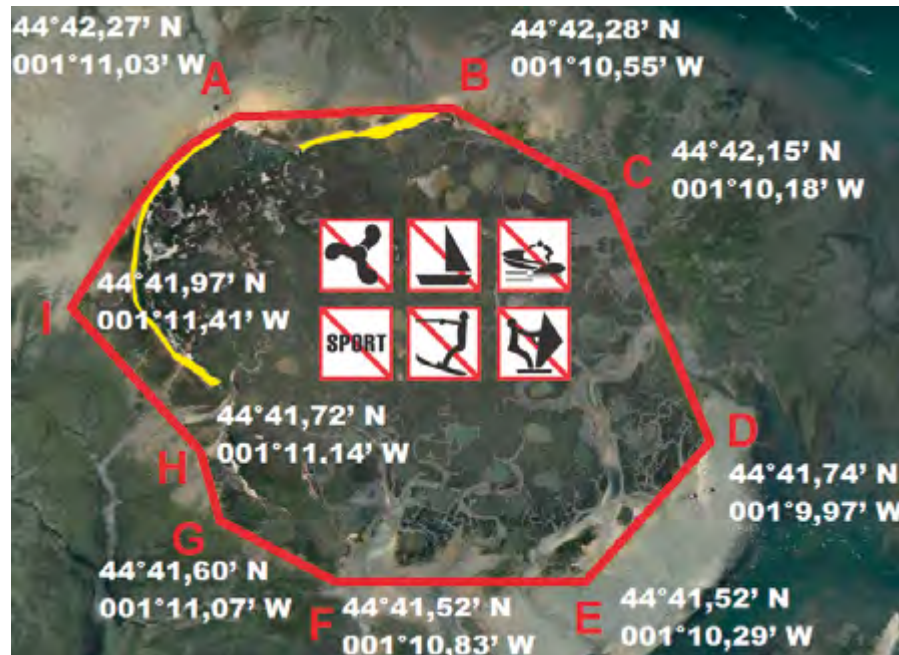 44°42,27' N
001°11,03' W
A
44°42,28' N
001°10,55' W
B
44°42,15' N
001°10,18' W
C
44°41,97' N
001°11,41' W
I
SPORT
44°41,72' N
001°11.14' W
H
D
44°41,74' N
001°9,97' W
G
44°41,60' N
001°11,07' W
F
44°41,52' N
001°10,83' W
E
44°41,52' N
001°10,29' W